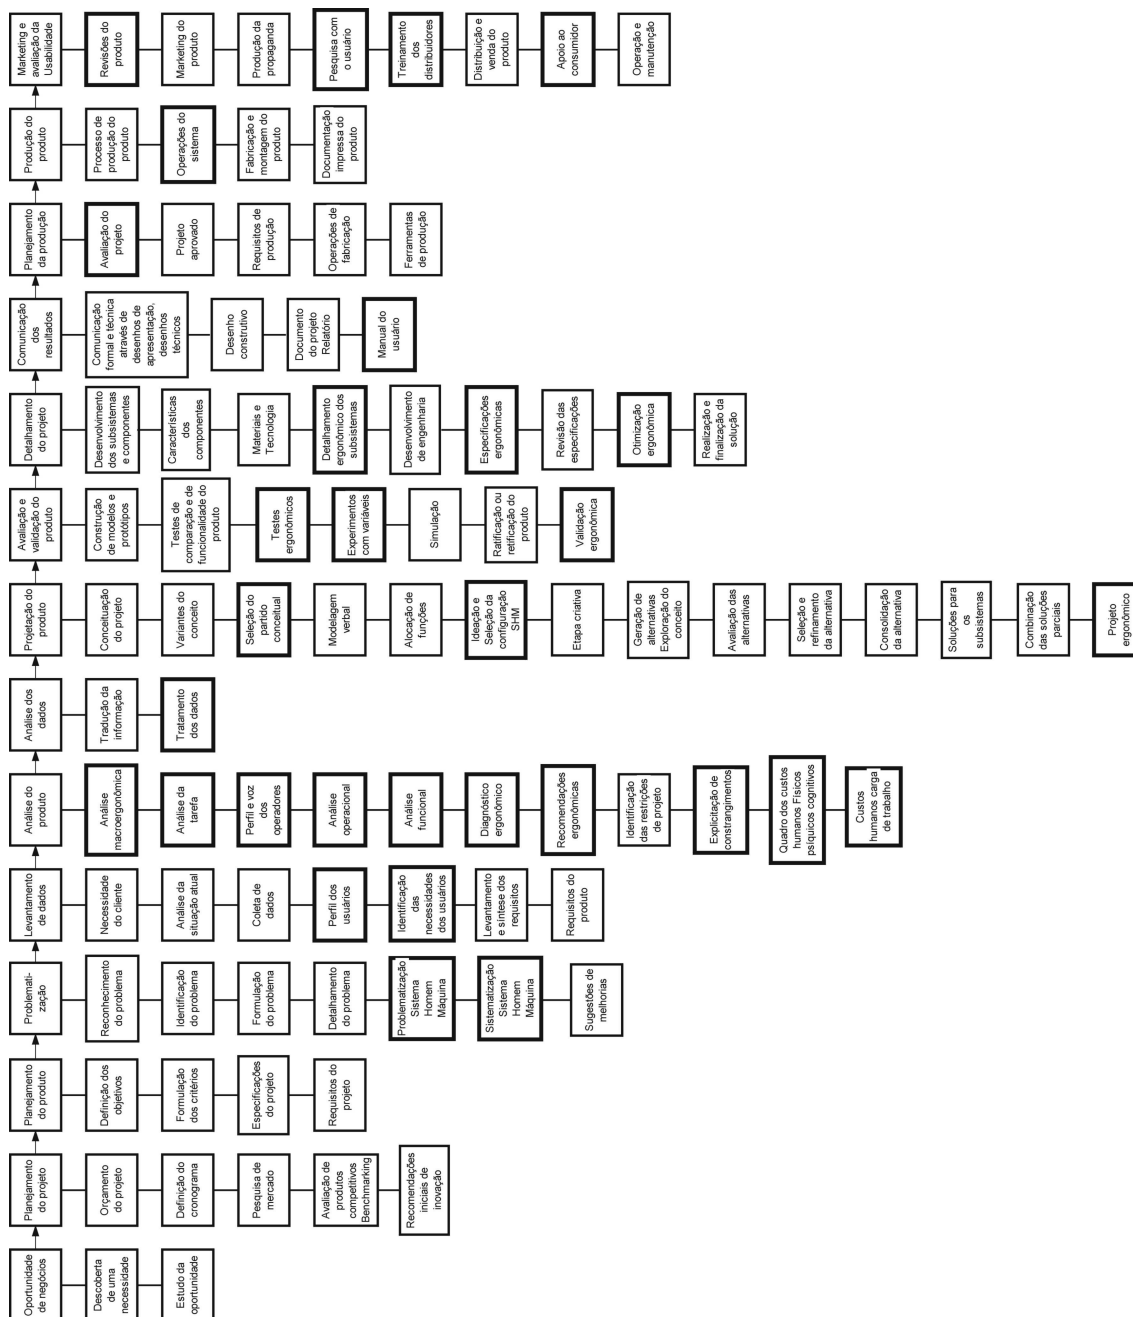 Oportunidade
de negócios
Descoberta
de uma
necessidade
Estudo da
oportunidade
Planejamento
do projeto
Orçamento
do projeto
Definição do
cronograma
Pesquisa de
mercado
Avaliação de
produtos
competitivos
Benchmarking
Recomendações
iniciais de
inovação
Planejamento
do produto
Definição dos
objetivos
Formulação
dos critérios
Especificações
do projeto
Requisitos do
projeto
Problemati-
zação
Reconhecimento
do problema
Identificação
do problema
Formulação
do problema
Detalhamento
do problema
Problematização
Sistema
Homem
Máquina
Sistematização
Sistema
Homem
Máquina
Sugestões de
melhorias
Levantamento
de dados
Necessidade
do cliente
Análise da
situação atual
Coleta de
dados
Perfil dos
usuários
Identificação
das
necessidades
dos usuários
Levantamento
e síntese dos
requisitos
Requisitos do
produto
Análise do
produto
Análise
macroergonômica
Análise da
tarefa
Perfil e voz
dos
operadores
Análise
operacional
Análise
funcional
Diagnóstico
ergonômico
Recomendações
ergonômicas
Identificação
das restrições
de projeto
Explicitação de
constrangimentos
Quadro dos custos
humanos Físicos
psíquicos cognitivos
Custos
humanos carga
de trabalho
Análise dos
dados
Tradução da
informação
Tratamento
dos dados
Projetação do
produto
Conceituação
do projeto
Variantes do
conceito
Seleção do
partido
conceitual
Modelagem
verbal
Alocação de
funções
Ideação e
Seleção da
configuração
SHM
Etapa criativa
Geração de
alternativas
Exploração do
conceito
Avaliação das
alternativas
Seleção e
refinamento
da alternativa
Consolidação
da alternativa
Soluções para
os
subsistemas
Combinação
das soluções
parciais
Projeto
ergonômico
Avaliação e
validação do
produto
Construção
de modelos e
protótipos
Testes de
comparação e de
funcionalidade do
produto
Testes
ergonômicos
Experimentos
com variáveis
Simulação
Ratificação ou
retificação do
produto
Validação
ergonômica
Detalhamento
do projeto
Desenvolvimento
dos subsistemas
e componentes
Características
dos
componentes
Materiais e
Tecnologia
Detalhamento
ergonômico dos
subsistemas
Desenvolvimento
de engenharia
Especificações
ergonômicas
Revisão das
especificações
Otimização
ergonômica
Realização e
finalização da
solução
Comunicação
dos
resultados
Comunicação
formal e técnica
através de
desenhos de
apresentação,
desenhos
técnicos
Desenho
construtivo
Documento
do projeto
Relatório
Manual do
usuário
Planejamento
da produção
Avaliação do
projeto
Projeto
aprovado
Requisitos de
produção
Operações de
fabricação
Ferramentas
de produção
Produção do
produto
Processo de
produção do
produto
Operações do
sistema
Fabricação e
montagem do
produto
Documentação
impressa do
produto
Marketing e
avaliação da
Usabilidade
Revisões do
produto
Marketing do
produto
Produção da
propaganda
Pesquisa com
o usuário
Treinamento
dos
distribuidores
Distribuição e
venda do
produto
Apoio ao
consumidor
Operação e
manutenção